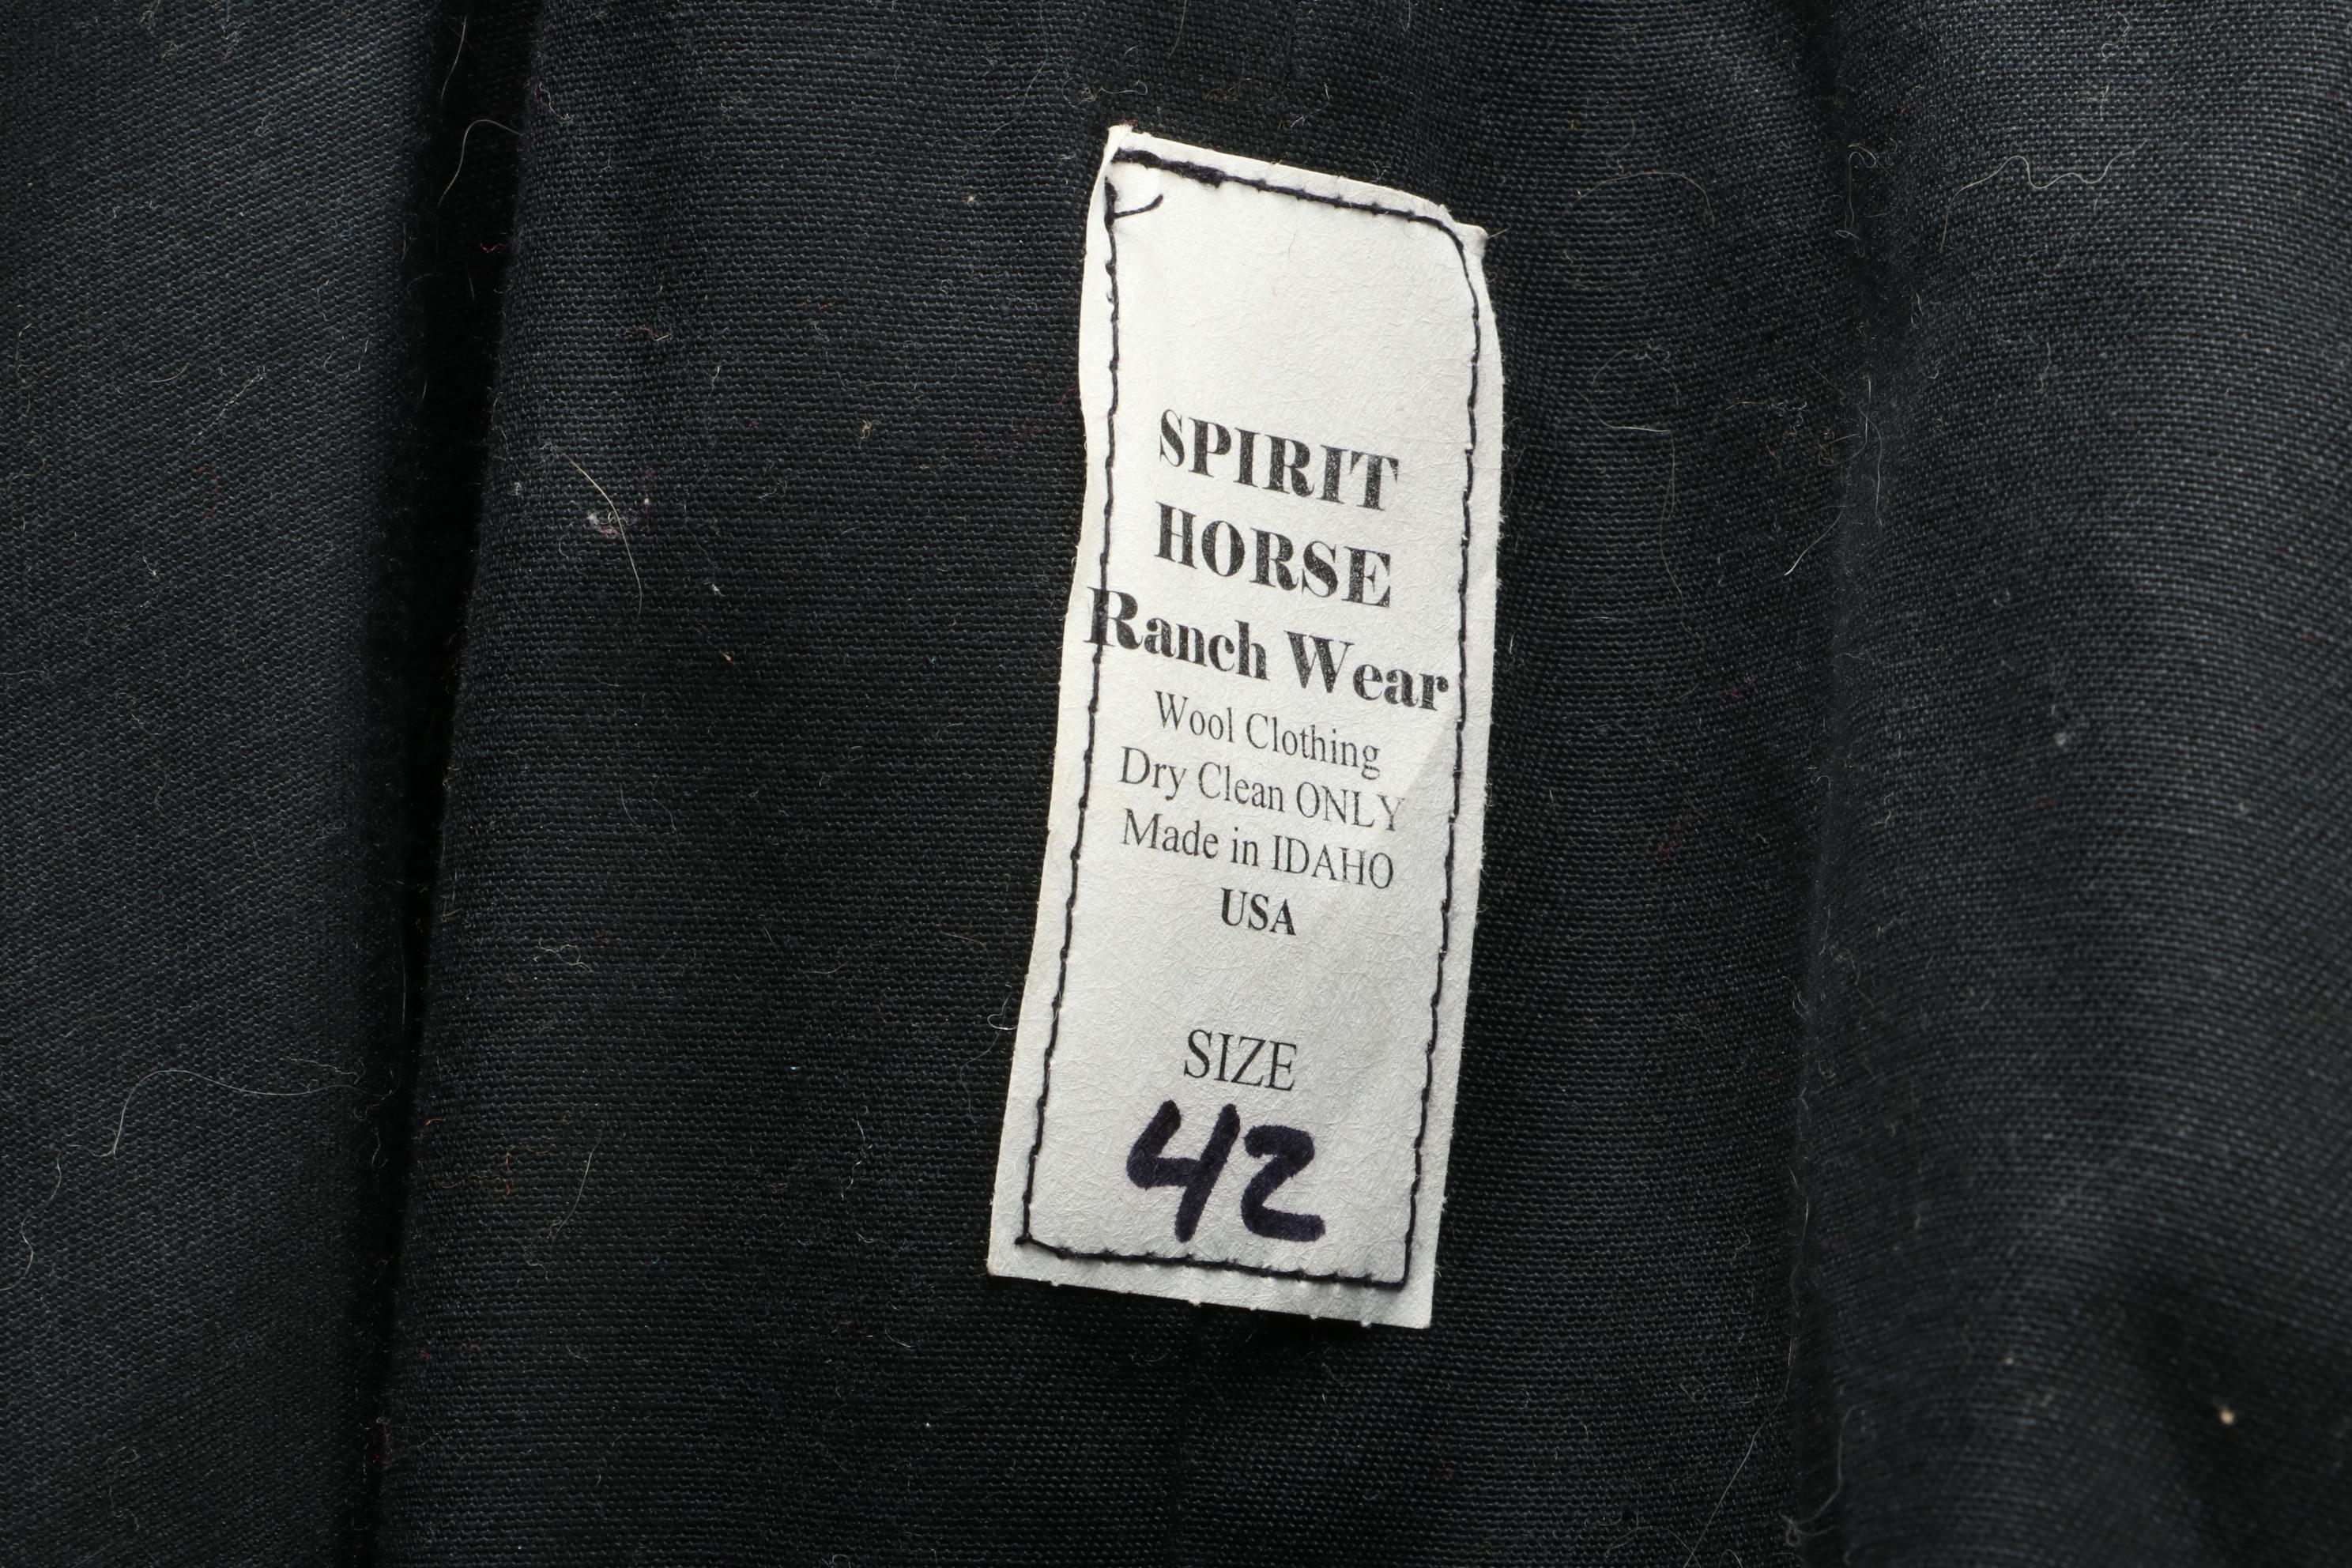 SPIRIT
HORSE
Ranch Wear
Wool Clothing
Dry Clean ONLY
Made in IDAHO
USA
SIZE
42